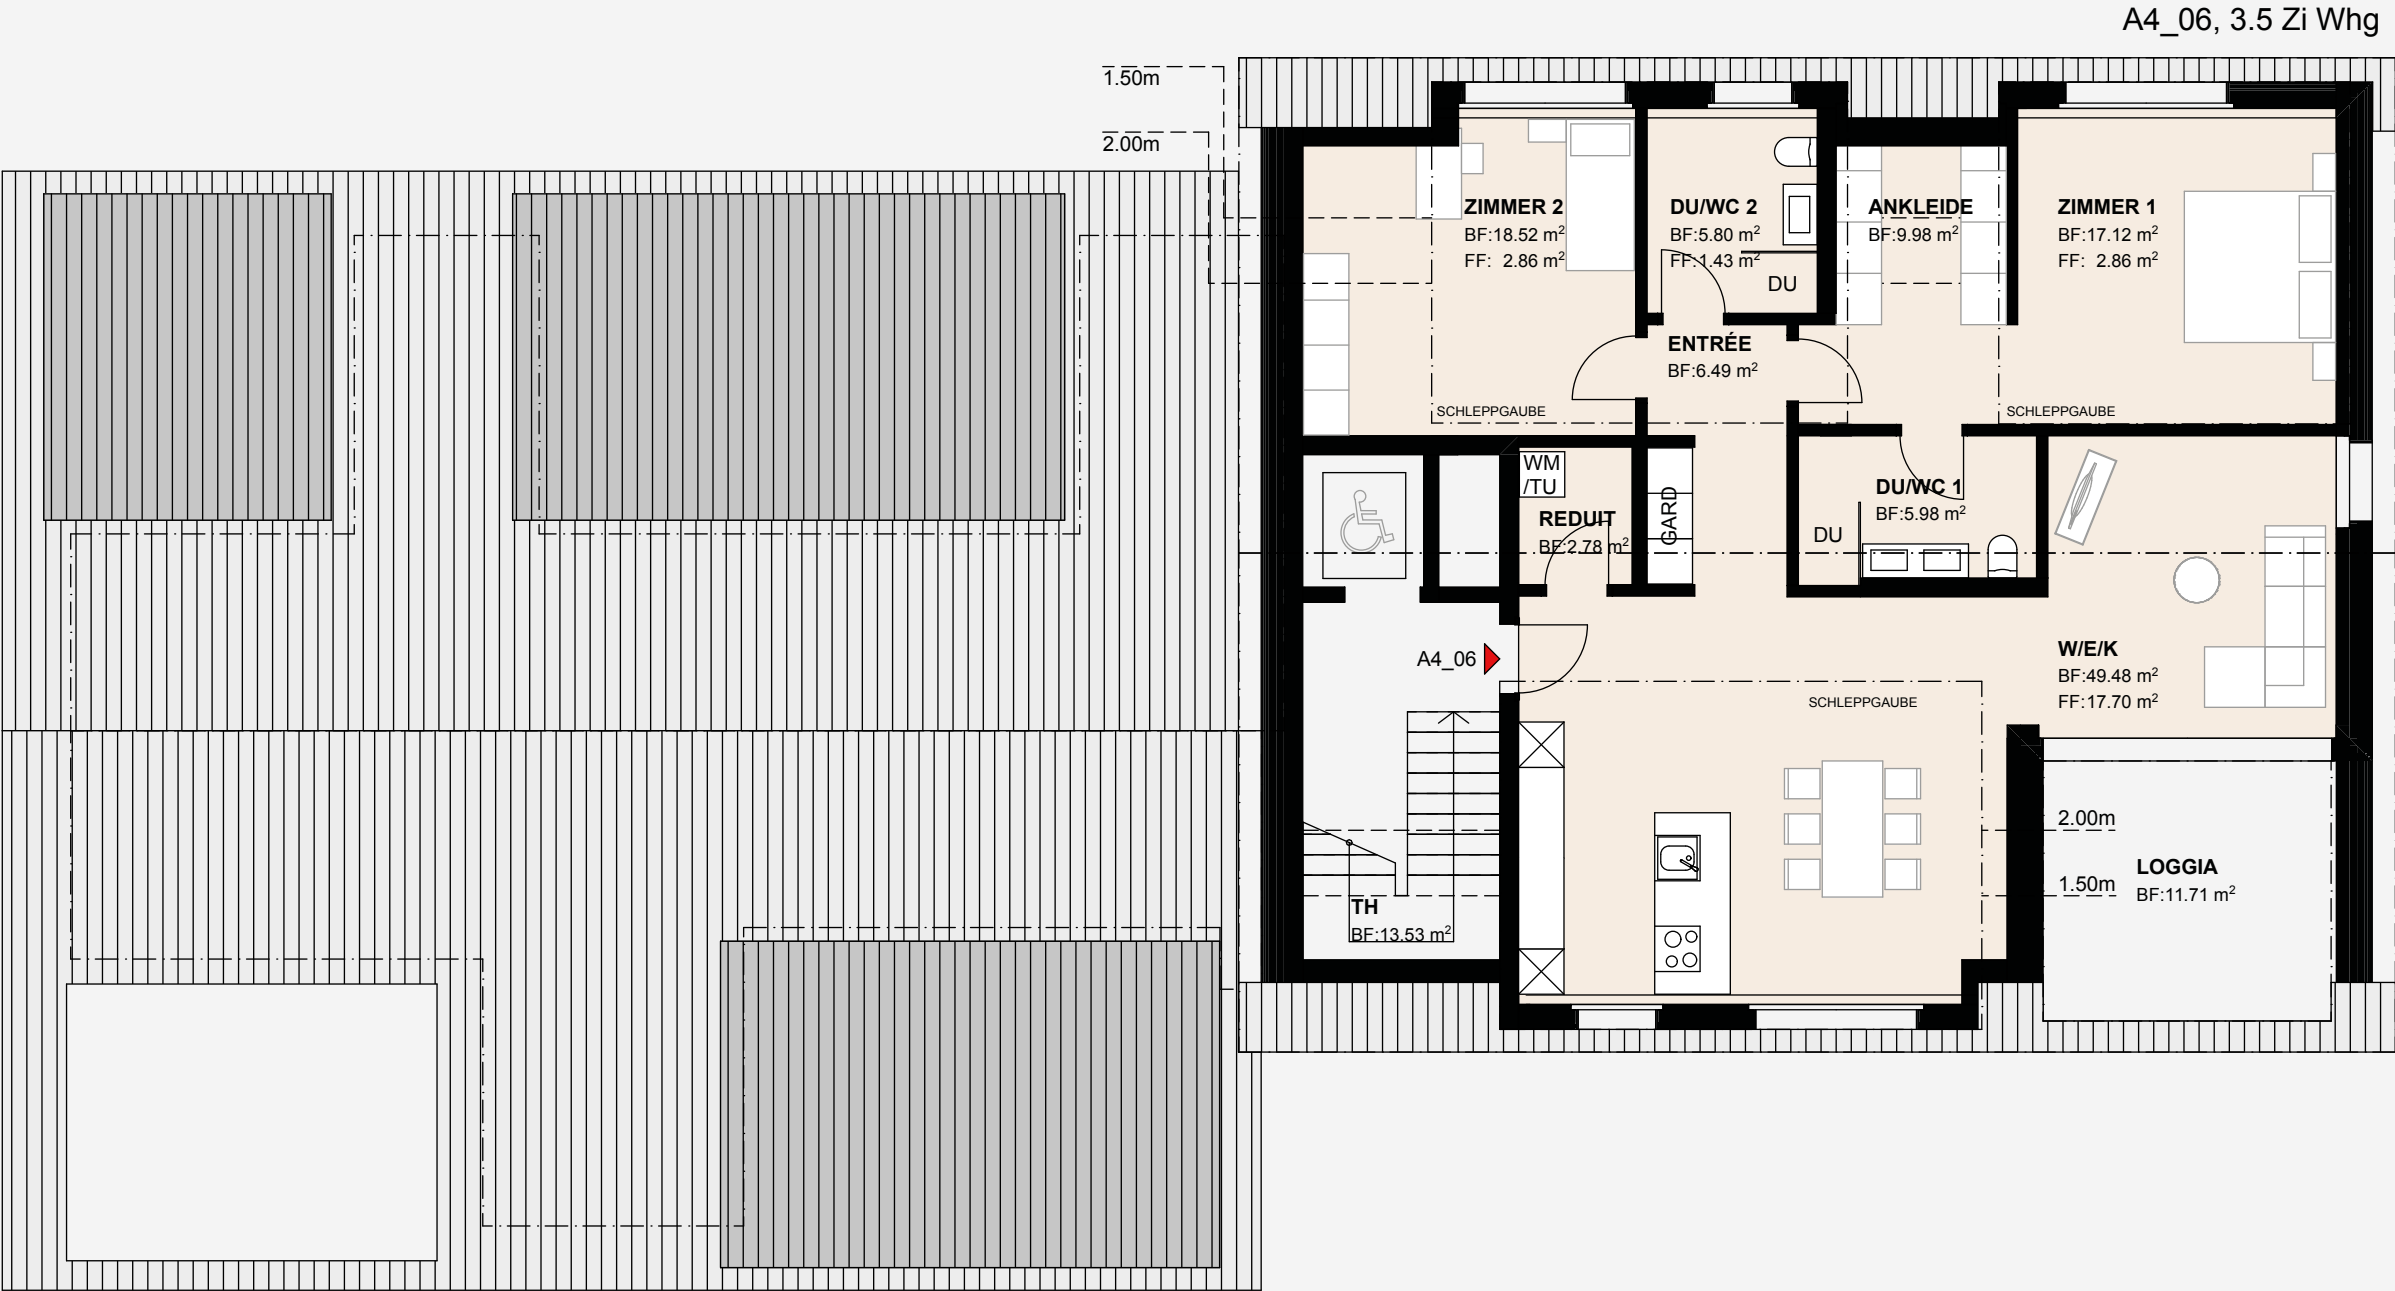 A4_06, 3.5 Zi Whg
1.50m
2.00m
ZIMMER 2
BF:18.52 m²
FF: 2.86 m²
DU/WC 2
BF:5.80 m²
FF:1.43 m²
DU
ANKLEIDE
BF:9.98 m²
ZIMMER 1
BF:17.12 m²
FF: 2.86 m²
ENTRÉE
BF:6.49 m²
SCHLEPPGAUBE
SCHLEPPGAUBE
WM
/TU
REDUIT
BF:2.78 m²
GARD
DU/WC 1
BF:5.98 m²
DU
A4_06
W/E/K
BF:49.48 m²
FF:17.70 m²
SCHLEPPGAUBE
2.00m
1.50m
LOGGIA
BF:11.71 m²
TH
BF:13.53 m²